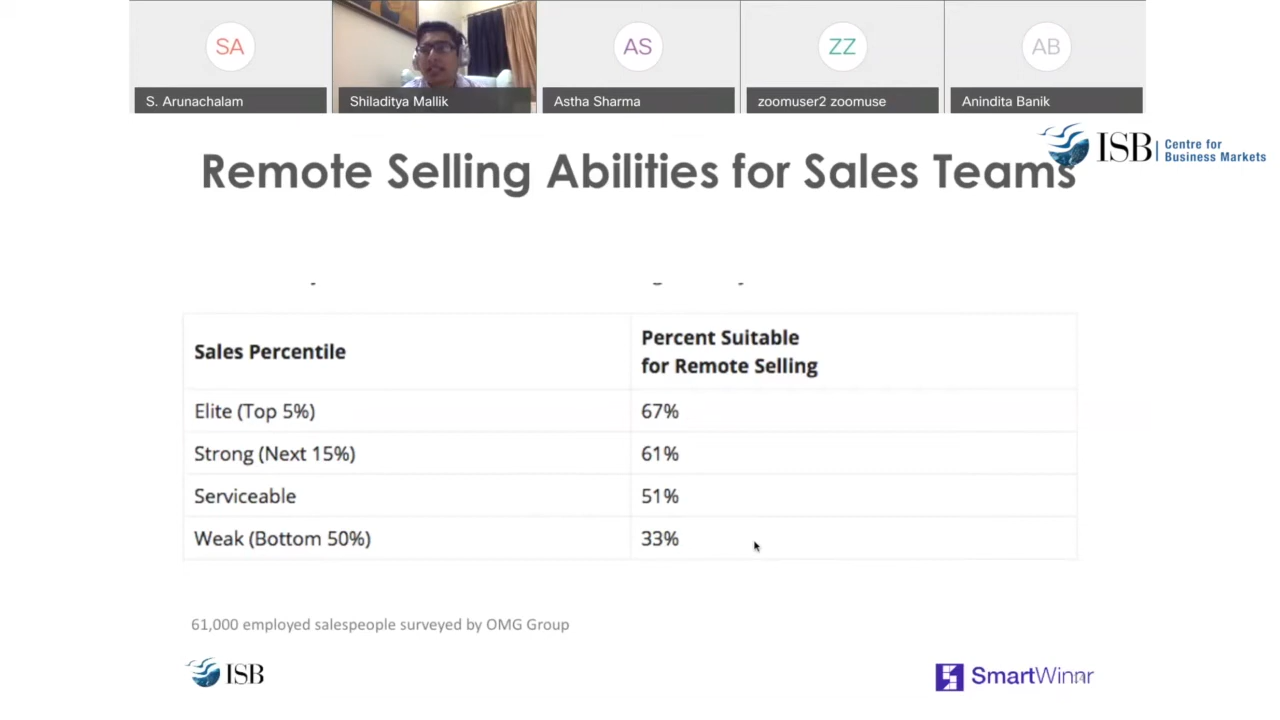 SA
AS
ZZ
AB
S. Arunachalam
Shiladitya Mallik
Astha Sharma
zoomuser2 zoomuse
Anindita Banik
ISB
Centre for
Business Markets
Remote Selling Abilities for Sales Teams
Sales Percentile
Percent Suitable
for Remote Selling
Elite (Top 5%)
67%
Strong (Next 15%)
61%
Serviceable
51%
Weak (Bottom 50%)
33%
61,000 employed salespeople surveyed by OMG Group
ISB
SmartWinnr